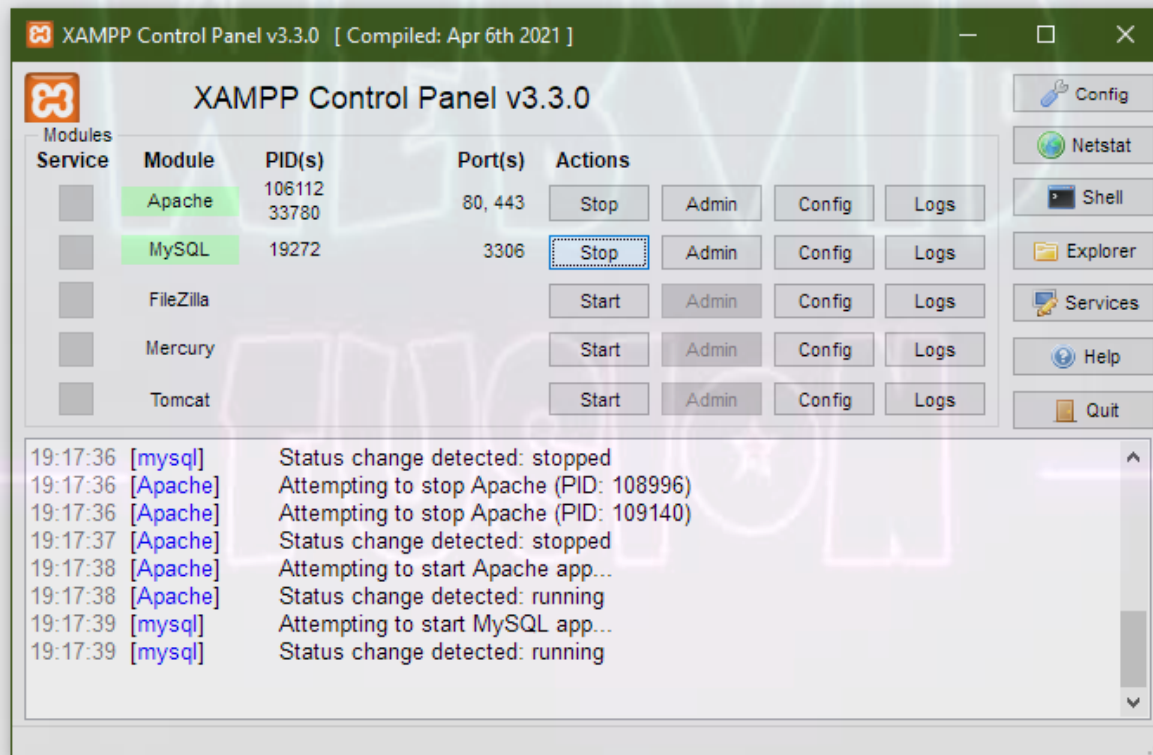 XAMPP Control Panel v3.3.0 [ Compiled: Apr 6th 2021 ]
XAMPP Control Panel v3.3.0
Config
Netstat
Shell
Explorer
Services
Help
Quit
Modules
Service Module PID(s) Port(s) Actions
Apache 106112 33780 80, 443 Stop Admin Config Logs
MySQL 19272 3306 Stop Admin Config Logs
FileZilla Start Admin Config Logs
Mercury Start Admin Config Logs
Tomcat Start Admin Config Logs
19:17:36 [mysql] Status change detected: stopped
19:17:36 [Apache] Attempting to stop Apache (PID: 108996)
19:17:36 [Apache] Attempting to stop Apache (PID: 109140)
19:17:37 [Apache] Status change detected: stopped
19:17:38 [Apache] Attempting to start Apache app...
19:17:38 [Apache] Status change detected: running
19:17:39 [mysql] Attempting to start MySQL app...
19:17:39 [mysql] Status change detected: running